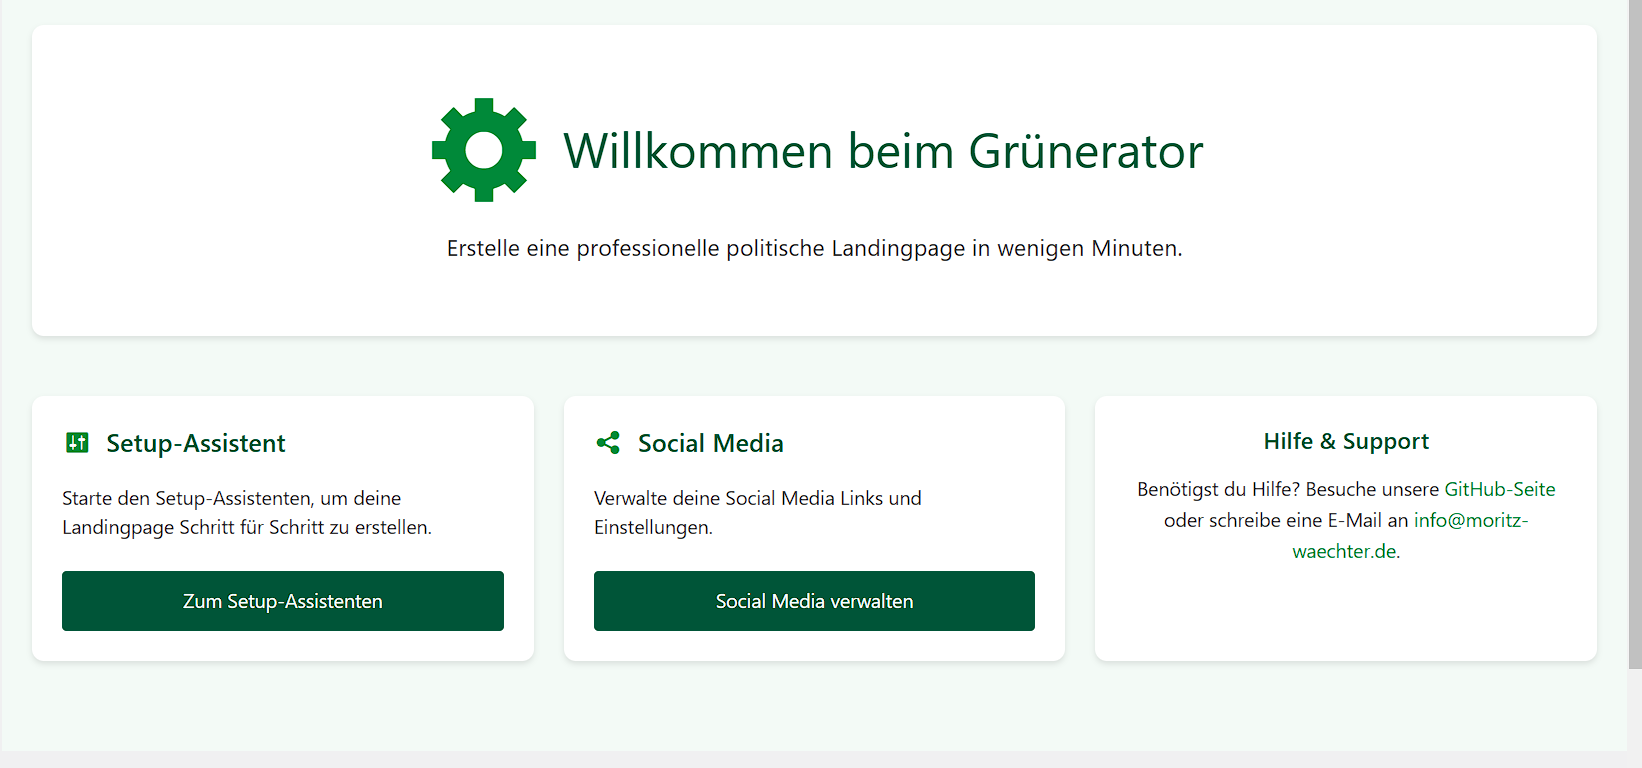 Willkommen beim Grünerator
Erstelle eine professionelle politische Landingpage in wenigen Minuten.
Setup-Assistent
Starte den Setup-Assistenten, um deine
Landingpage Schritt für Schritt zu erstellen.
Zum Setup-Assistenten
Social Media
Verwalte deine Social Media Links und
Einstellungen.
Social Media verwalten
Hilfe & Support
Benötigst du Hilfe? Besuche unsere GitHub-Seite
oder schreibe eine E-Mail an info@moritz-
waechter.de.